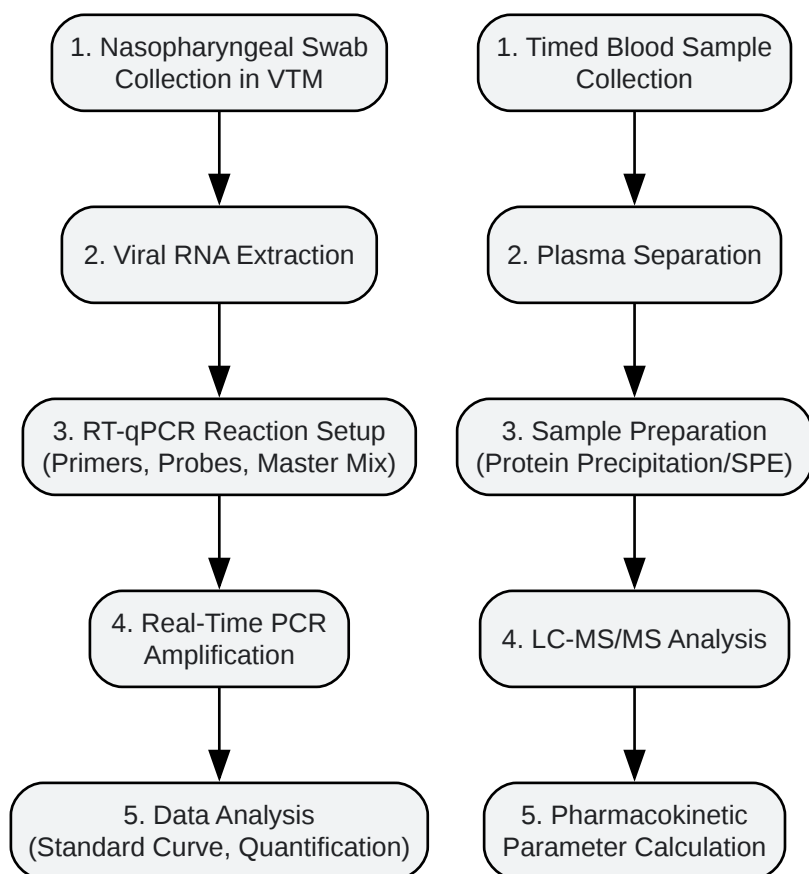 1. Nasopharyngeal Swab
Collection in VTM
2. Viral RNA Extraction
3. RT-qPCR Reaction Setup
(Primers, Probes, Master Mix)
4. Real-Time PCR
Amplification
5. Data Analysis
(Standard Curve, Quantification)
1. Timed Blood Sample
Collection
2. Plasma Separation
3. Sample Preparation
(Protein Precipitation/SPE)
4. LC-MS/MS Analysis
5. Pharmacokinetic
Parameter Calculation